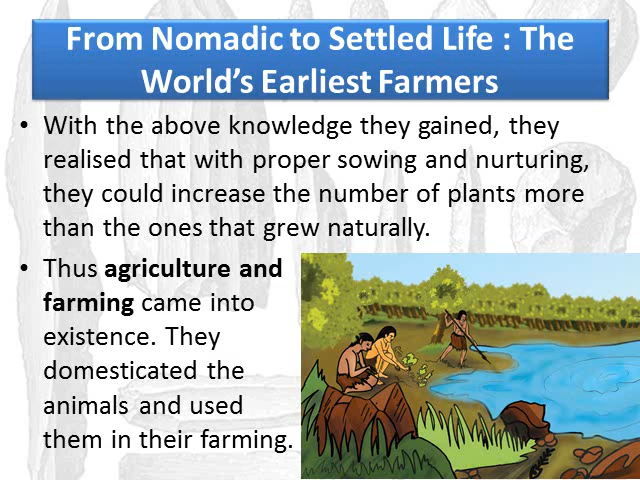 From Nomadic to Settled Life : The
World’s Earliest Farmers
• With the above knowledge they gained, they
realised that with proper sowing and nurturing,
they could increase the number of plants more
than the ones that grew naturally.
• Thus agriculture and
farming came into
existence. They
domesticated the
animals and used
them in their farming.